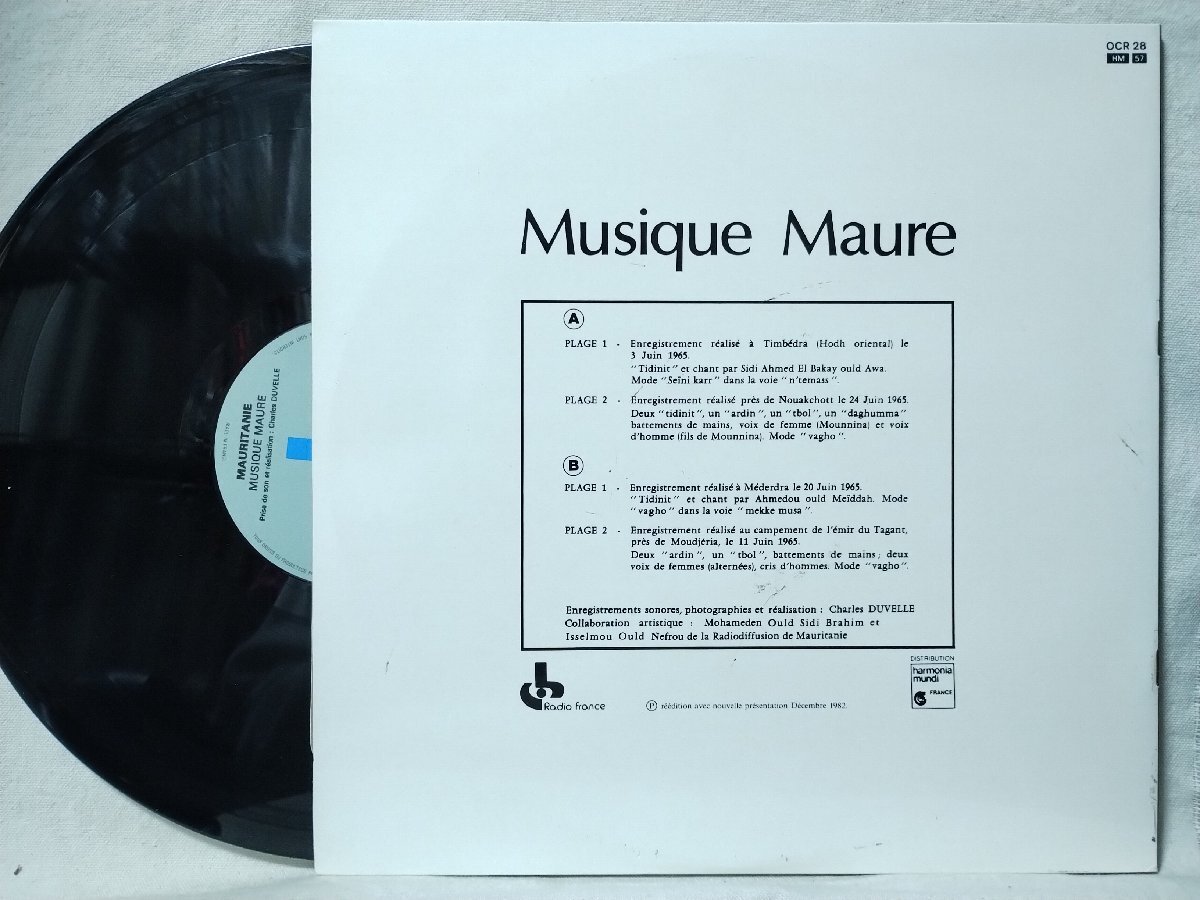 OCR 28
HM 57
Musique Maure
A
PLAGE 1 - Enregistrement réalisé à Timbédra (Hodh oriental) le
3 Juin 1965.
"Tidinit" et chant par Sidi Ahmed El Bakay ould Awa.
Mode "Seïni karr" dans la voie "n'temass".
PLAGE 2 - Enregistrement réalisé près de Nouakchott le 24 Juin 1965.
Deux "tidinit", un "ardin", un "tbol", un "daghumma"
battements de mains, voix de femme (Mounnina) et voix
d'homme (fils de Mounnina). Mode "vagho".
B
PLAGE 1 - Enregistrement réalisé à Méderdra le 20 Juin 1965.
"Tidinit" et chant par Ahmedou ould Meïddah. Mode
"vagho" dans la voie "mekke musa".
PLAGE 2 - Enregistrement réalisé au campement de l'émir du Tagant,
près de Moudjéria, le 11 Juin 1965.
Deux "ardin", un "tbol", battements de mains; deux
voix de femmes (alternées), cris d'hommes. Mode "vagho".
Enregistrements sonores, photographies et réalisation : Charles DUVELLE
Collaboration artistique : Mohameden Ould Sidi Brahim et
Isselmou Ould Nefrou de la Radiodiffusion de Mauritanie
Radio france
Ⓟ réédition avec nouvelle présentation Décembre 1982
DISTRIBUTION
harmonia
mundi
FRANCE
MAURITANIE
MUSIQUE MAURE
Prise de son et réalisation : Charles DUVELLE